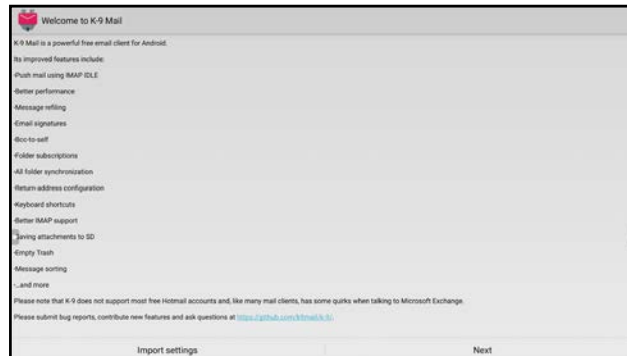 Welcome to K-9 Mail
K-9 Mail is a powerful free email client for Android.
Its improved features include:
-Push mail using IMAP IDLE
-Better performance
-Message refiling
-Email signatures
-Bcc-to-self
-Folder subscriptions
-All folder synchronization
-Return-address configuration
-Keyboard shortcuts
-Better IMAP support
-Saving attachments to SD
-Empty Trash
-Message sorting
-...and more
Please note that K-9 does not support most free Hotmail accounts and, like many mail clients, has some quirks when talking to Microsoft Exchange.
Please submit bug reports, contribute new features and ask questions at https://github.com/k9mail/k-9/.
Import settings
Next